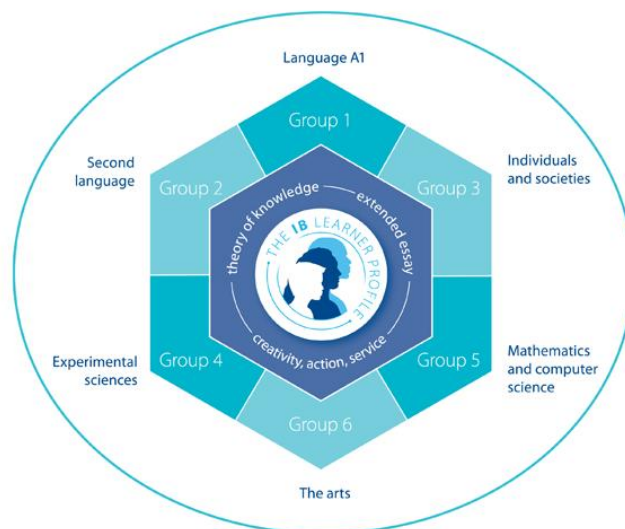 Language A1
Group 1
Second
language
Group 2
Group 3
Individuals
and societies
theory of knowledge
extended essay
THE IB LEARNER PROFILE
creativity, action, service
Experimental
sciences
Group 4
Group 5
Mathematics
and computer
science
Group 6
The arts